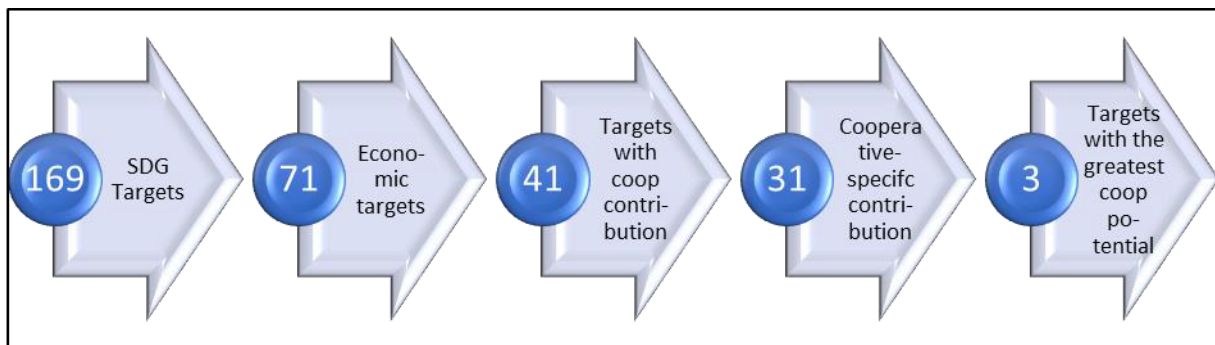 169
SDG
Targets
71
Econo-
mic
targets
41
Targets
with
coop
contri-
bution
31
Coopera
tive-
specifc
contri-
bution
3
Targets
with the
greatest
coop
po-
tential